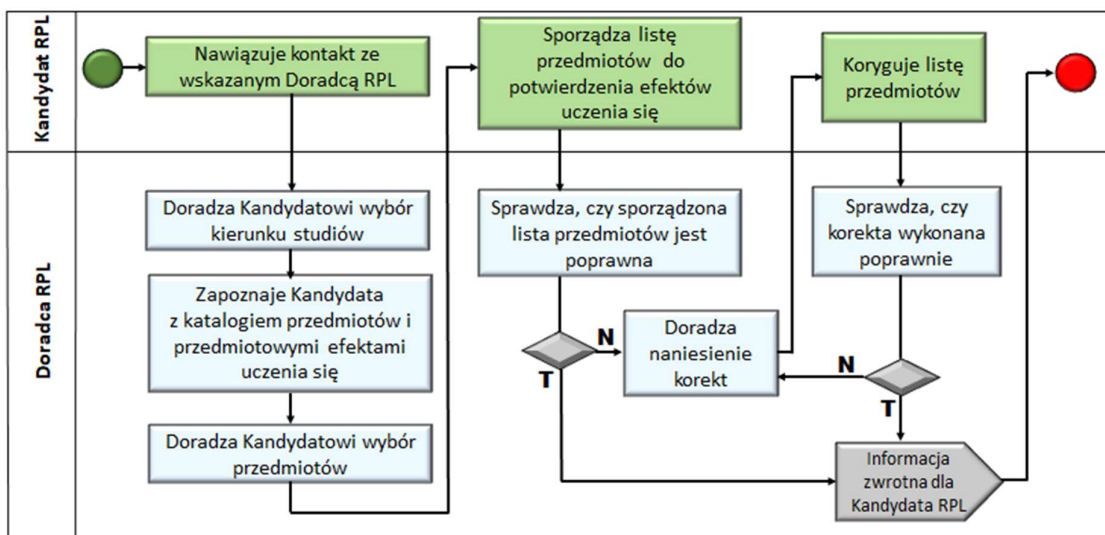 Kandydat RPL
Nawiązuje kontakt ze
wskazanym Doradcą RPL
Sporządza listę
przedmiotów do
potwierdzenia efektów
uczenia się
Koryguje listę
przedmiotów
Doradca RPL
Doradza Kandydatowi wybór
kierunku studiów
Zapoznaje Kandydata
z katalogiem przedmiotów i
przedmiotowymi efektami
uczenia się
Doradza Kandydatowi wybór
przedmiotów
Sprawdza, czy sporządzona
lista przedmiotów jest
poprawna
N
T
Doradza
naniesienie
korekt
Sprawdza, czy
korekta wykonana
poprawnie
N
T
Informacja
zwrotna dla
Kandydata RPL